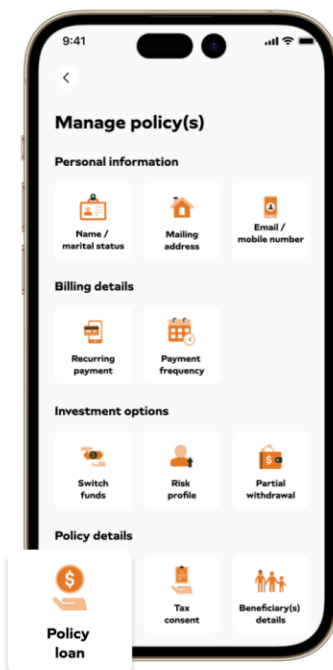 9:41
Manage policy(s)
Personal information
Name /
marital status
Mailing
address
Email /
mobile number
Billing details
Recurring
payment
Payment
frequency
Investment options
Switch
funds
Risk
profile
Partial
withdrawal
Policy details
Policy
loan
Tax
consent
Beneficiary(s)
details